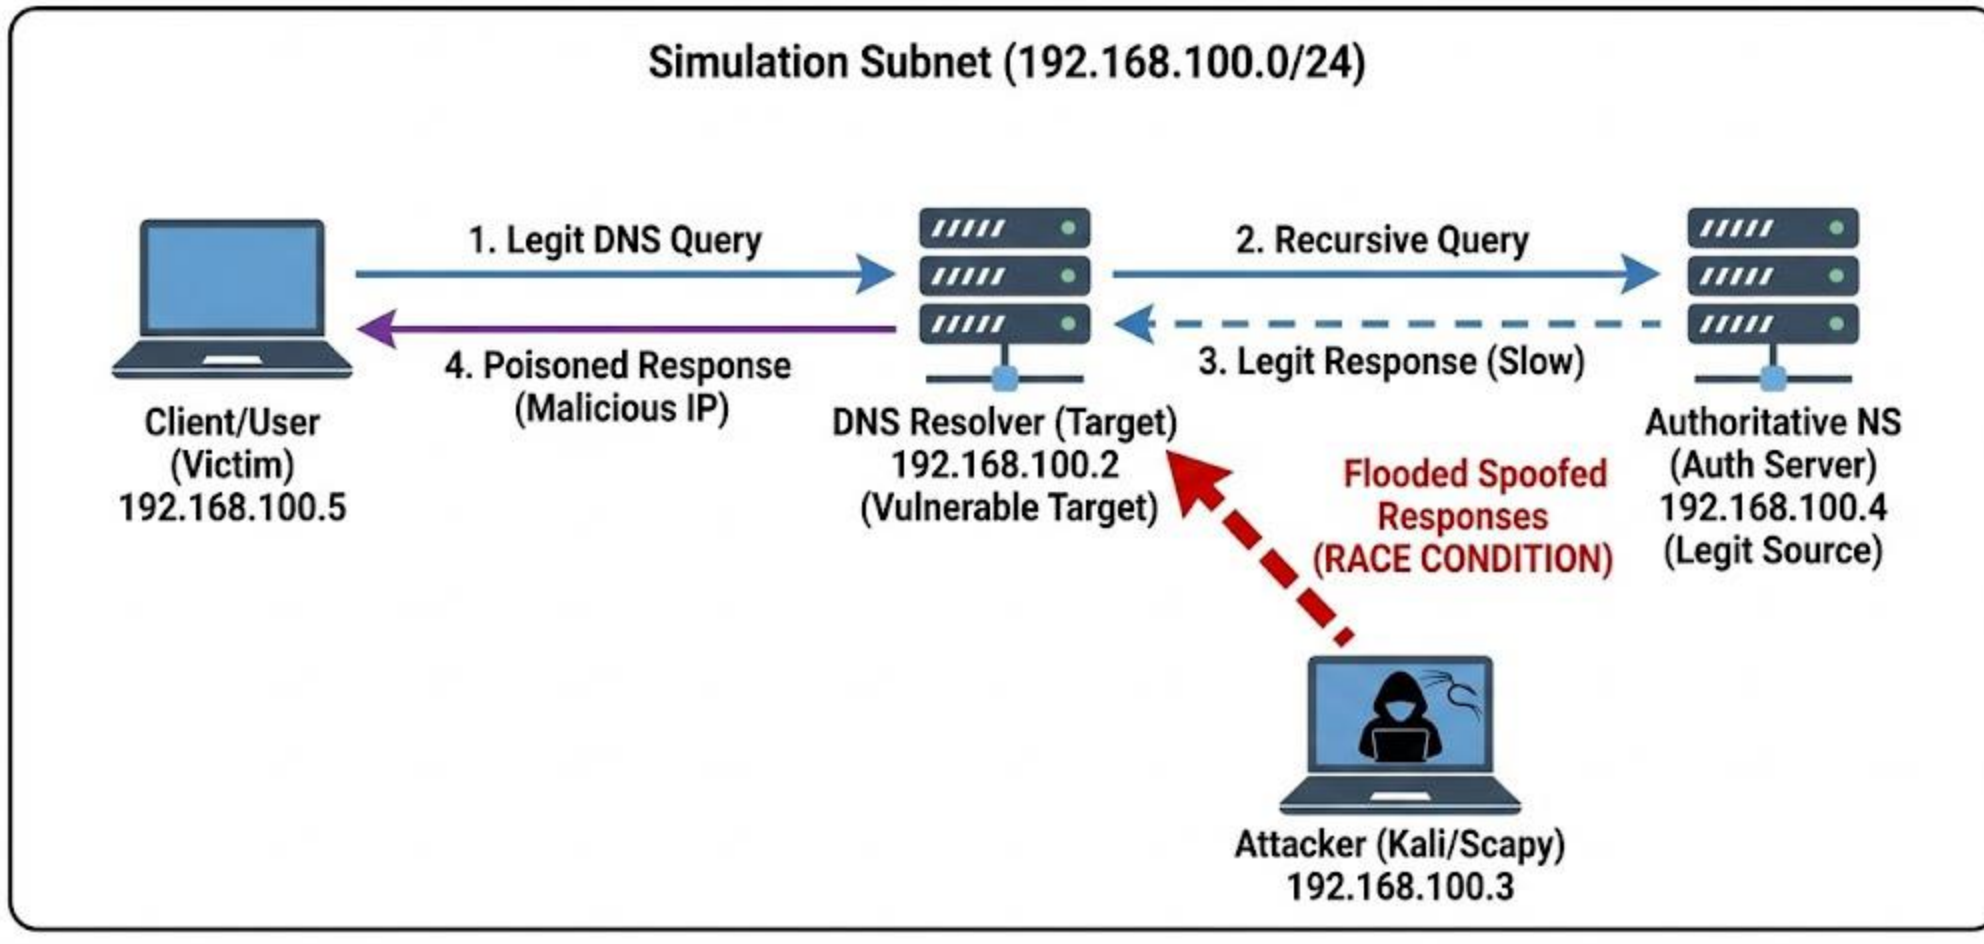 Simulation Subnet (192.168.100.0/24)
1. Legit DNS Query
2. Recursive Query
4. Poisoned Response
(Malicious IP)
3. Legit Response (Slow)
Client/User
(Victim)
192.168.100.5
DNS Resolver (Target)
192.168.100.2
(Vulnerable Target)
Authoritative NS
(Auth Server)
192.168.100.4
(Legit Source)
Flooded Spoofed
Responses
(RACE CONDITION)
Attacker (Kali/Scapy)
192.168.100.3